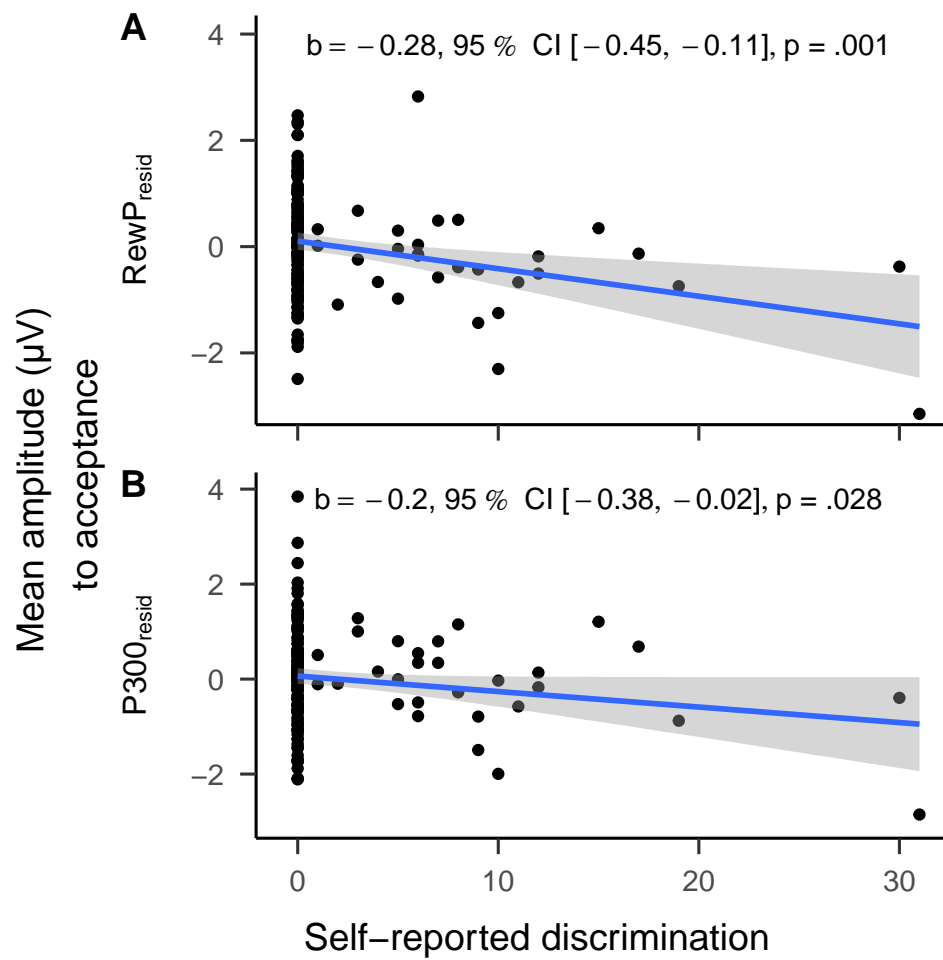 A
b = −0.28, 95 % CI [−0.45, −0.11], p = .001
4
2
0
−2
RewPresid
Mean amplitude (µV)
to acceptance
B
b = −0.2, 95 % CI [−0.38, −0.02], p = .028
4
2
0
−2
P300resid
0 10 20 30
Self−reported discrimination